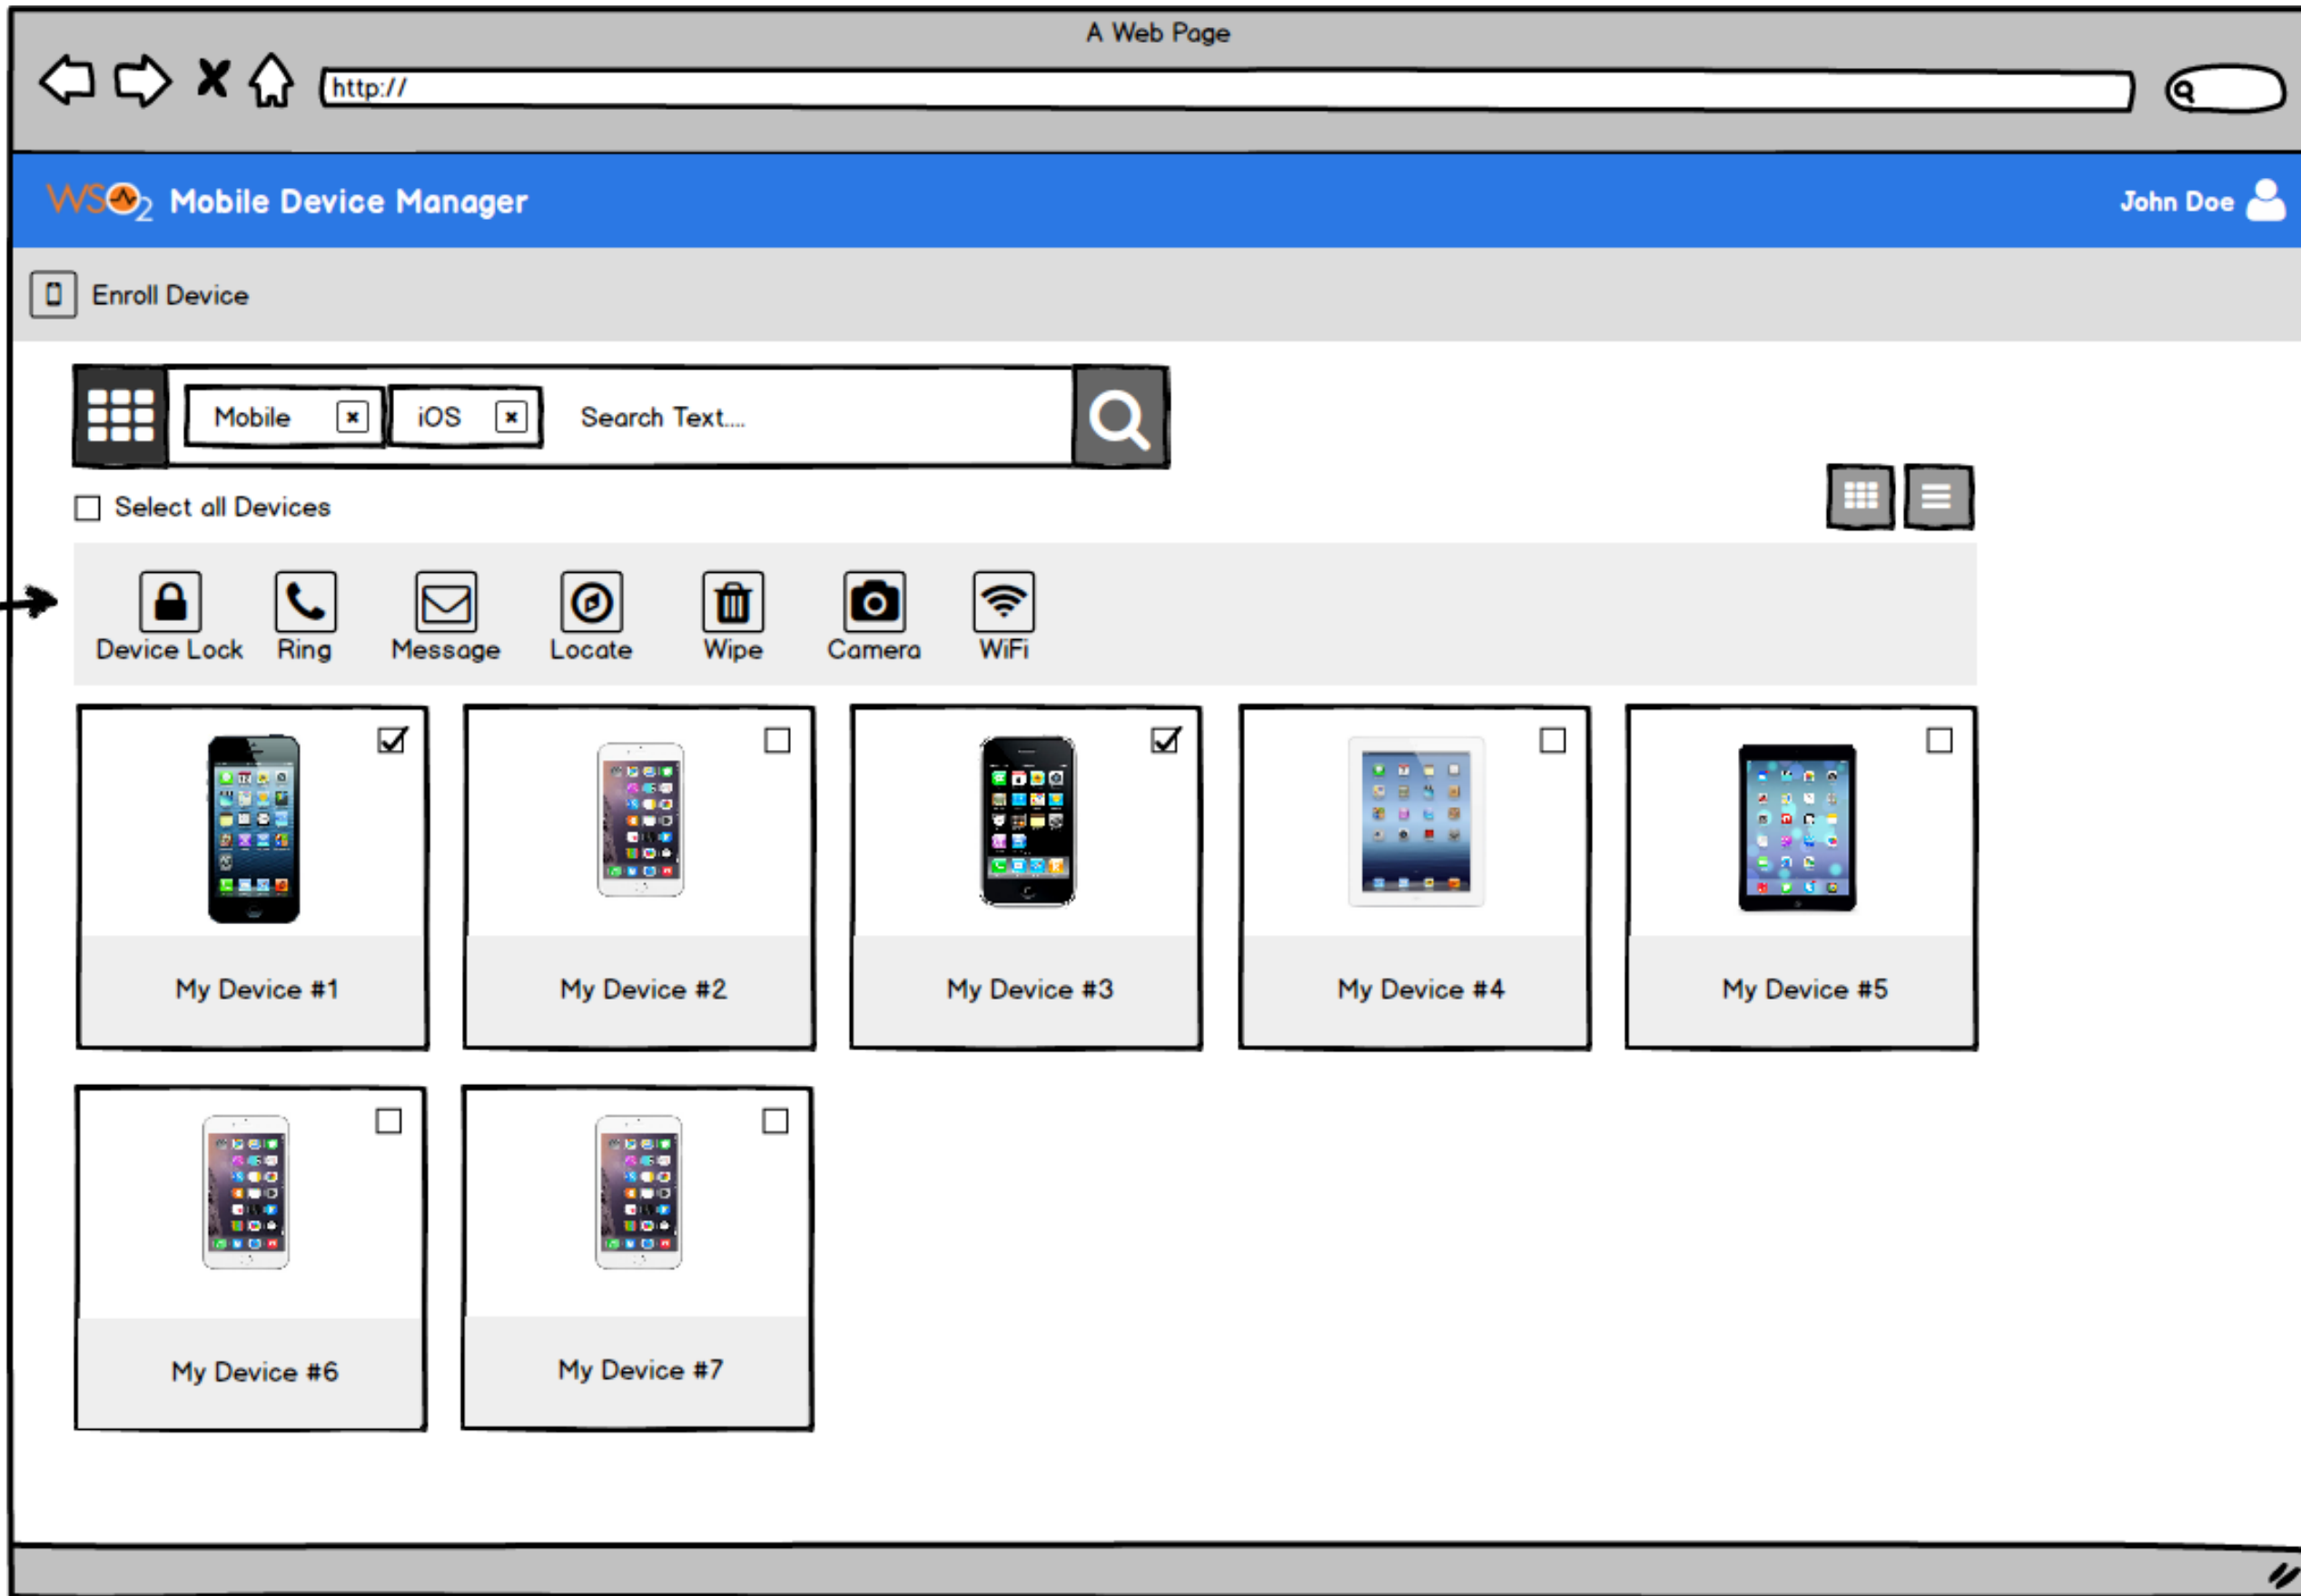 A Web Page
http://
WSO2 Mobile Device Manager
John Doe
Enroll Device
Mobile iOS Search Text....
Select all Devices
Device Lock Ring Message Locate Wipe Camera WiFi
My Device #1 My Device #2 My Device #3 My Device #4 My Device #5
My Device #6 My Device #7